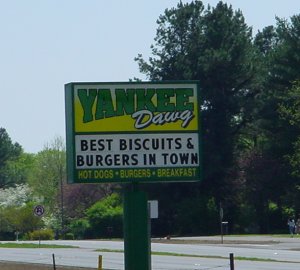 YANKEE
Dawg
BEST BISCUITS &
BURGERS IN TOWN
HOT DOGS • BURGERS • BREAKFAST